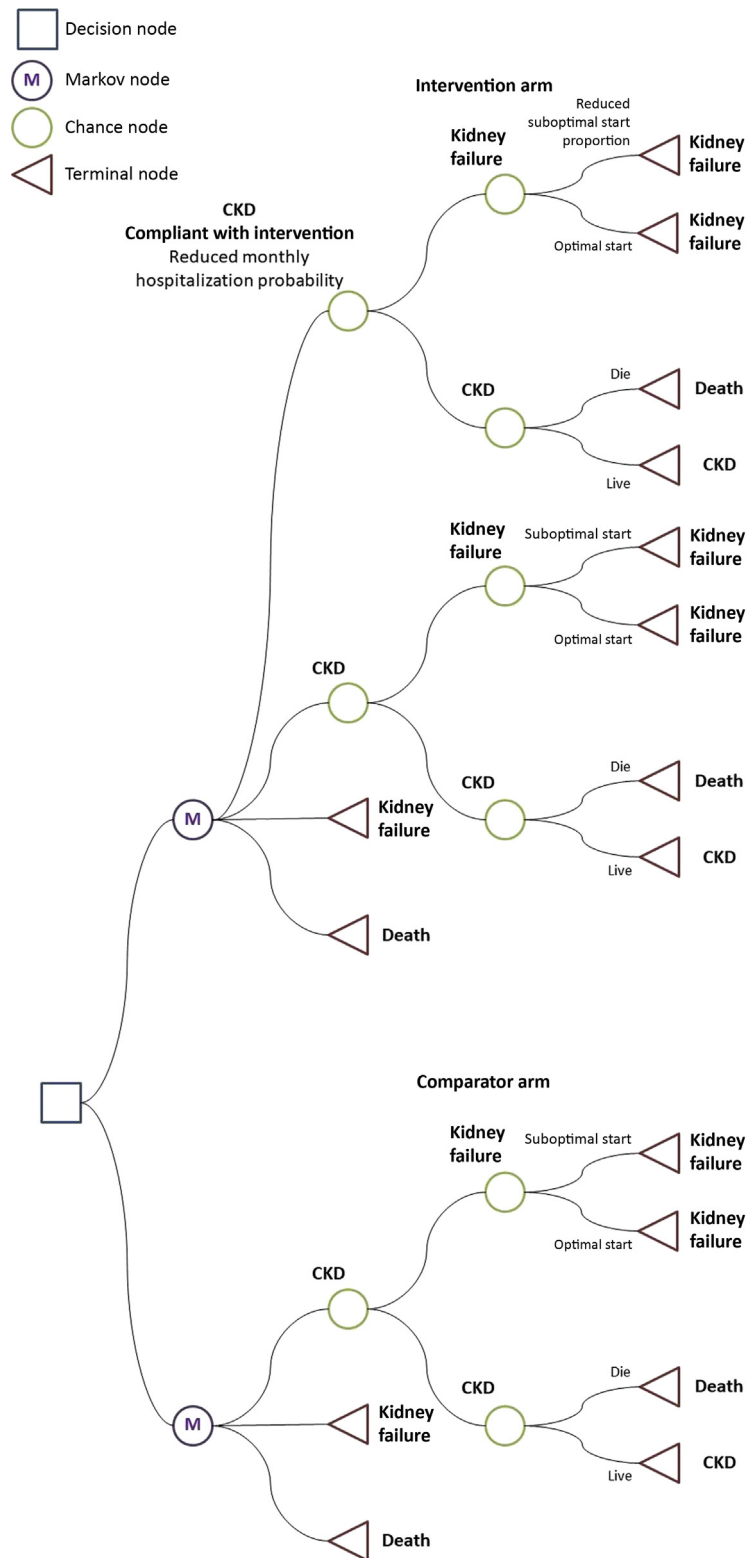 Decision node
M
Markov node
Chance node
Terminal node
Intervention arm
Kidney
failure
Reduced
suboptimal start
proportion
Kidney
failure
Optimal start
Kidney
failure
CKD
Compliant with intervention
Reduced monthly
hospitalization probability
CKD
Die
Death
Live
CKD
Kidney
failure
Suboptimal start
Kidney
failure
Optimal start
Kidney
failure
CKD
CKD
Die
Death
Live
CKD
M
Kidney
failure
Death
Comparator arm
Kidney
failure
Suboptimal start
Kidney
failure
Optimal start
Kidney
failure
CKD
CKD
Die
Death
Live
CKD
M
Kidney
failure
Death